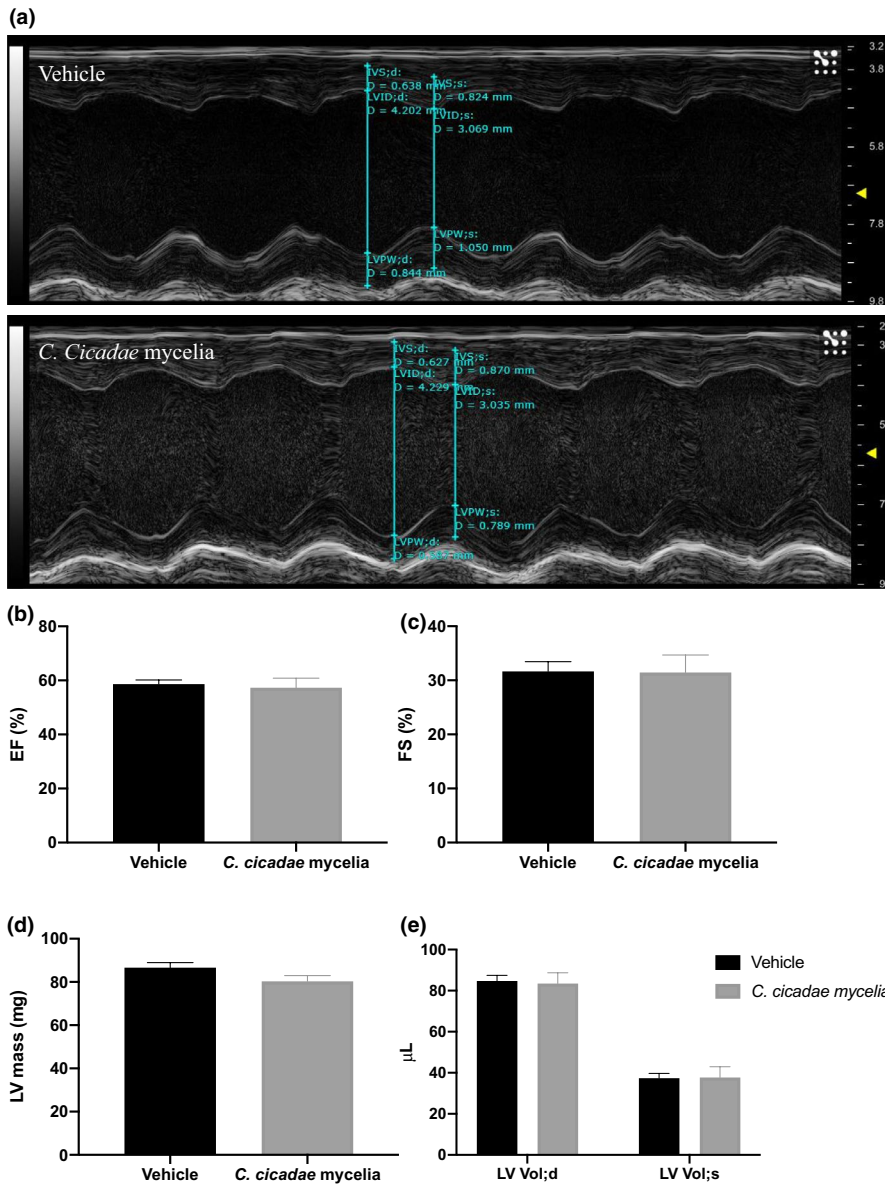 (a)
Vehicle
IVS;d:
D = 0.638 mm
LVID;d:
D = 4.202 mm
IVS;s:
D = 0.824 mm
LVID;s:
D = 3.069 mm
LVPW;s:
D = 1.050 mm
LVPW;d:
D = 0.844 mm
3.2
3.8
5.8
7.8
9.8
C. Cicadae mycelia
IVS;d:
D = 0.627 mm
LVID;d:
D = 4.229 mm
IVS;s:
D = 0.870 mm
LVID;s:
D = 3.035 mm
LVPW;s:
D = 0.789 mm
LVPW;d:
2
3
5
7
9
(b)
EF (%)
80
60
40
20
0
Vehicle
C. cicadae mycelia
(c)
FS (%)
40
30
20
10
0
Vehicle
C. cicadae mycelia
(d)
LV mass (mg)
100
80
60
40
20
0
Vehicle
C. cicadae mycelia
(e)
µL
100
80
60
40
20
0
LV Vol;d
LV Vol;s
Vehicle
C. cicadae mycelia